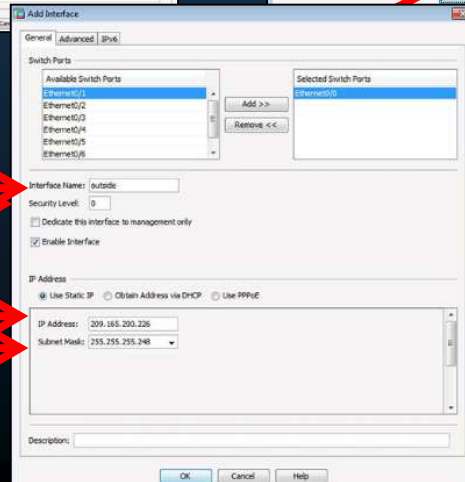 Add Interface
General Advanced IPv6
Switch Ports
Available Switch Ports
Ethernet0/1
Ethernet0/2
Ethernet0/3
Ethernet0/4
Ethernet0/5
Ethernet0/6
Add >>
Remove <<
Selected Switch Ports
Ethernet0/0
Interface Name: outside
Security Level: 0
Dedicate this interface to management only
Enable Interface
IP Address
Use Static IP Obtain Address via DHCP Use PPPoE
IP Address: 209.165.200.226
Subnet Mask: 255.255.255.248
Description:
OK Cancel Help